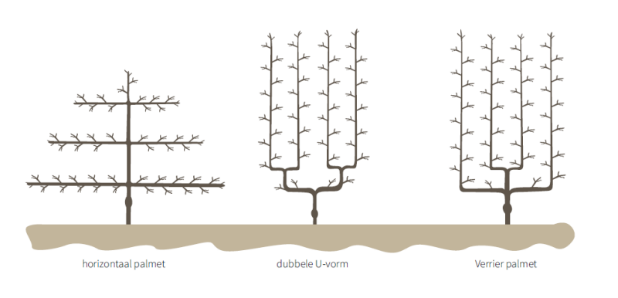 horizontaal palmet
dubbele U-vorm
Verrier palmet